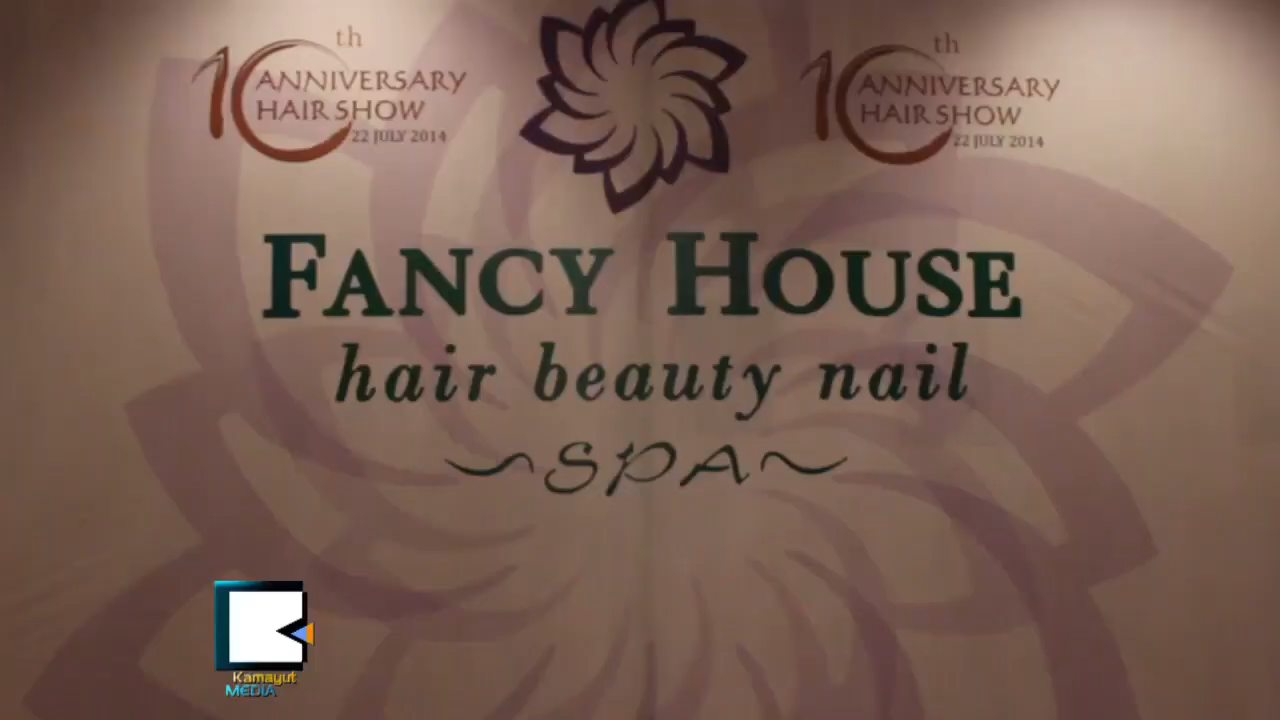 10th
ANNIVERSARY
HAIR SHOW
22 JULY 2014
10th
ANNIVERSARY
HAIR SHOW
22 JULY 2014
FANCY HOUSE
hair beauty nail
~SPA~
Kamayut
MEDIA